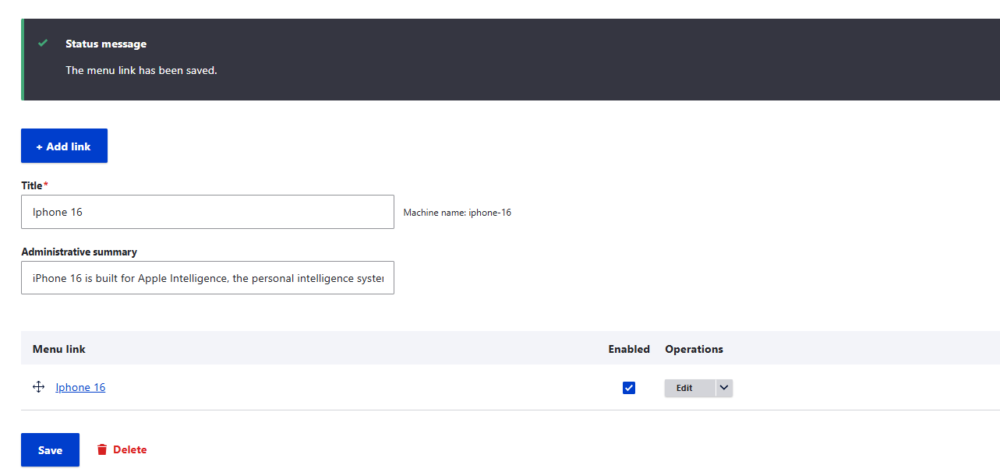 Status message
The menu link has been saved.
+ Add link
Title*
Iphone 16
Machine name: iphone-16
Administrative summary
iPhone 16 is built for Apple Intelligence, the personal intelligence
Menu link Enabled Operations
Iphone 16 Edit
Save Delete